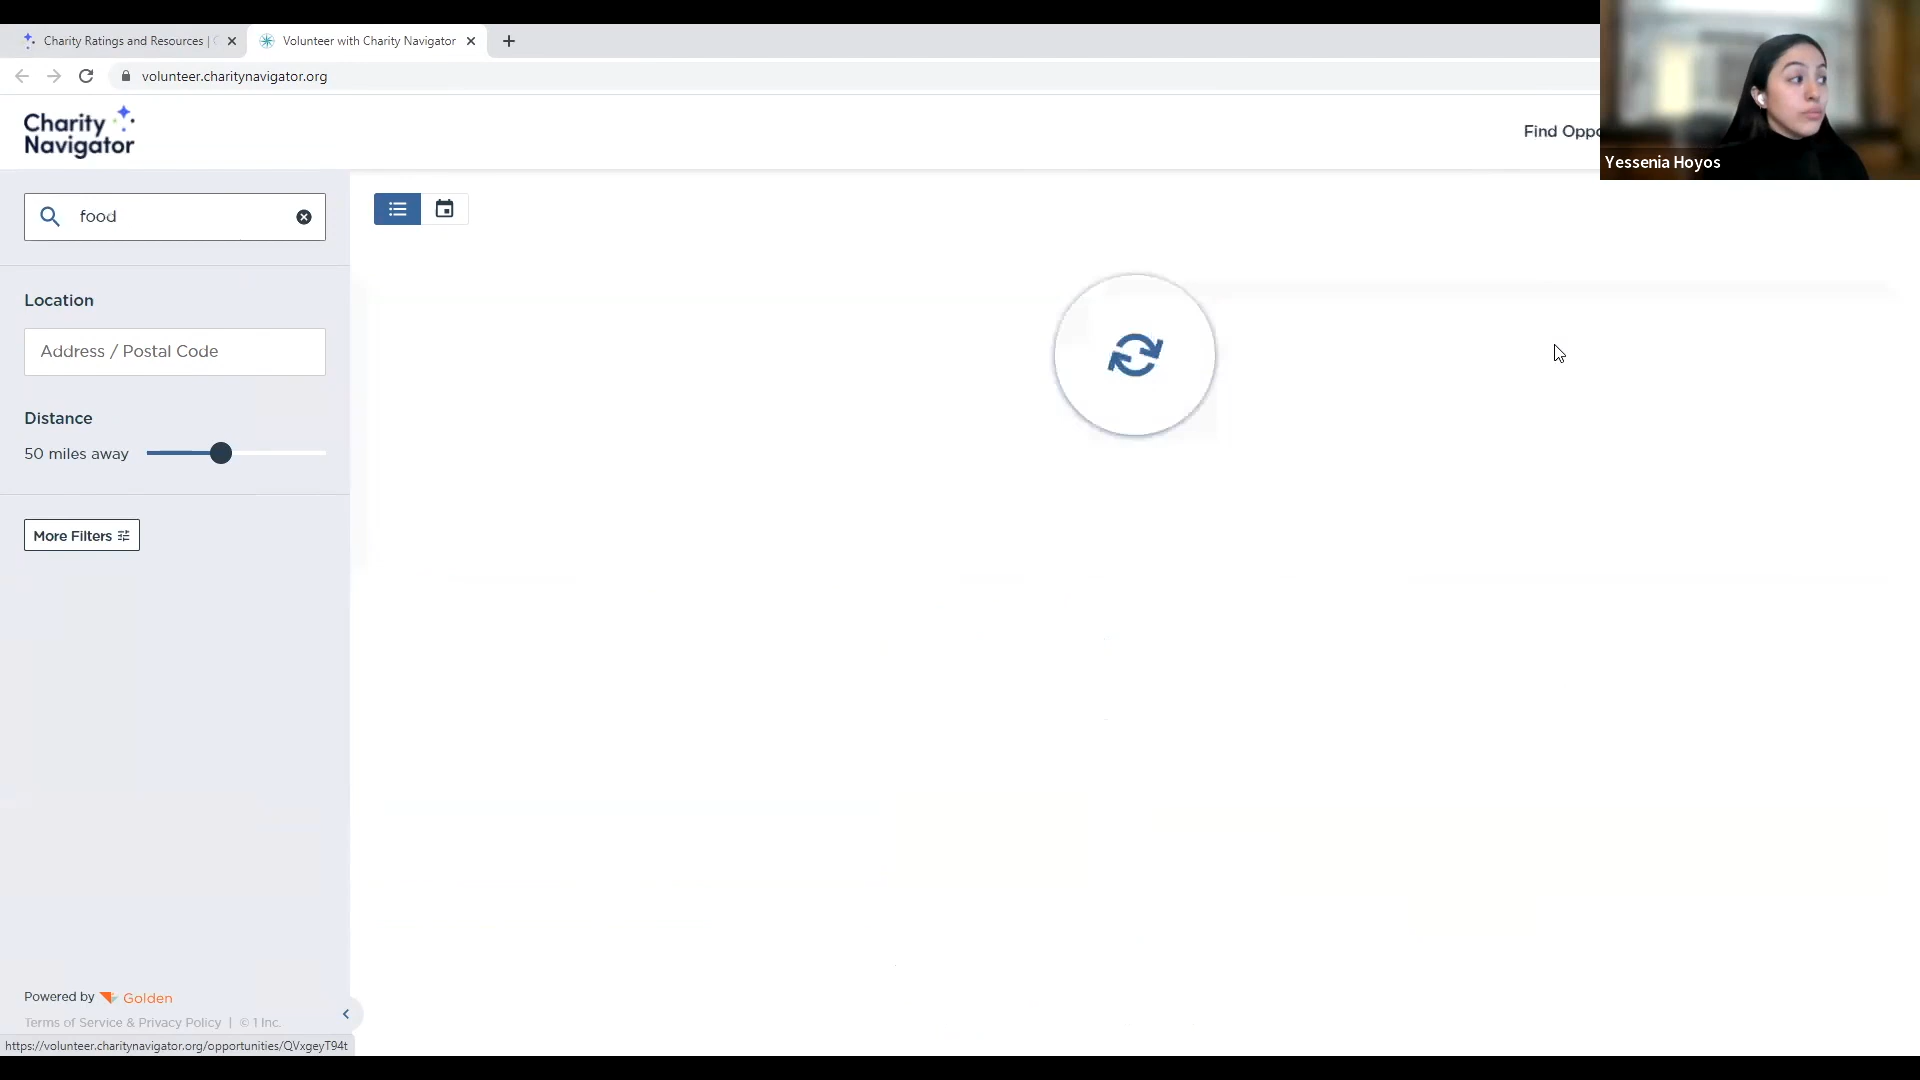 Charity Ratings and Resources |
Volunteer with Charity Navigator
volunteer.charitynavigator.org
Charity
Navigator
Find Oppo
Yessenia Hoyos
food
Location
Address / Postal Code
Distance
50 miles away
More Filters
Powered by Golden
Terms of Service & Privacy Policy | © 1 Inc.
https://volunteer.charitynavigator.org/opportunities/QVxgeyT94t